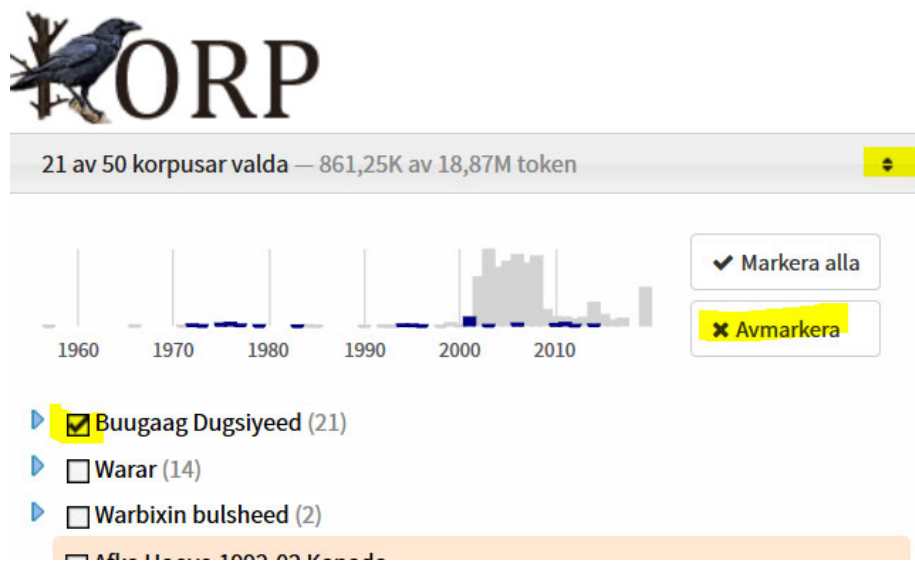 KORP
21 av 50 korpusar valda — 861,25K av 18,87M token
Markera alla
Avmarkera
1960 1970 1980 1990 2000 2010
Buugaag Dugsiyeed (21)
Warar (14)
Warbixin bulsheed (2)